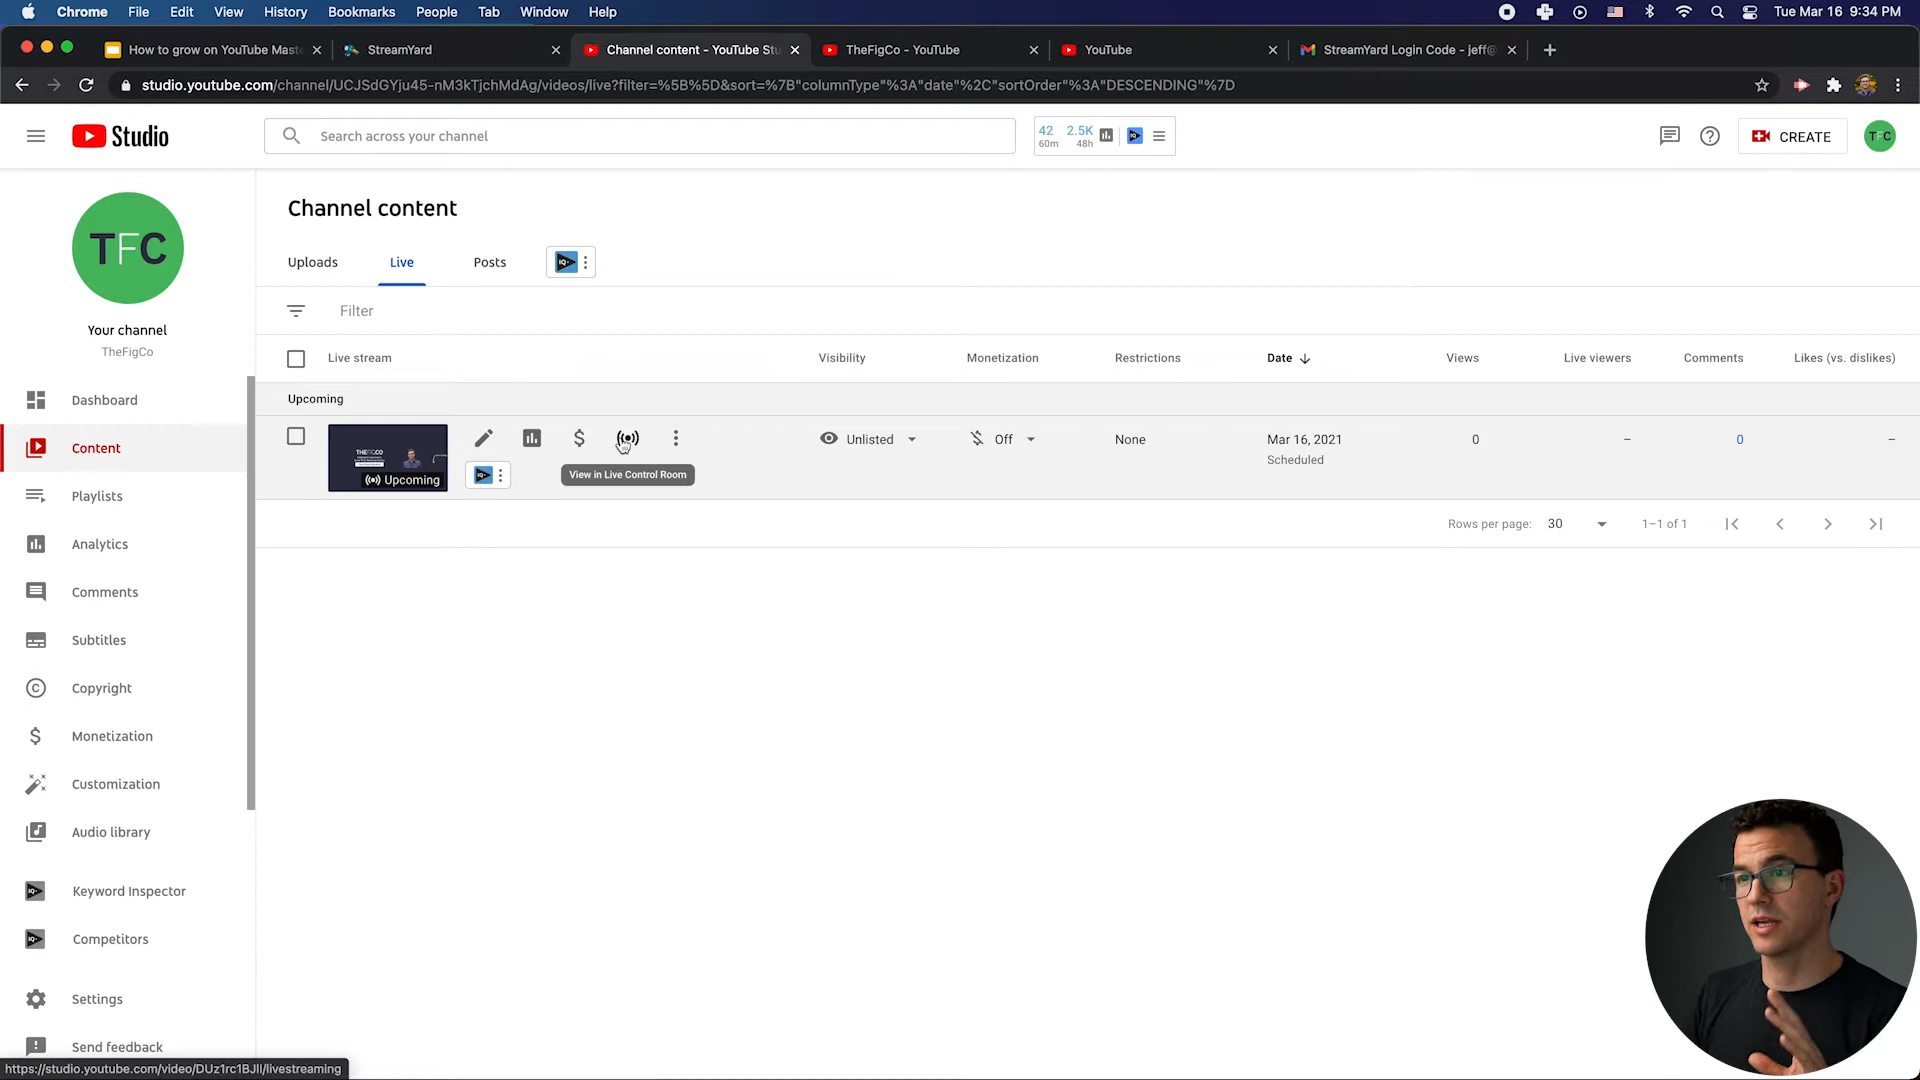 Chrome File Edit View History Bookmarks People Tab Window Help Tue Mar 16 9:34 PM
How to grow on YouTube Maste StreamYard Channel content - YouTube Stu TheFigCo - YouTube YouTube StreamYard Login Code - jeff@
studio.youtube.com/channel/UCJSdGYju45-nM3kTjchMdAg/videos/live?filter=%5B%5D&sort=%7B"columnType"%3A"date"%2C"sortOrder"%3A"DESCENDING"%7D
Studio Search across your channel 42 60m 2.5K 48h CREATE TFC
TFC
Your channel
TheFigCo
Dashboard
Content
Playlists
Analytics
Comments
Subtitles
Copyright
Monetization
Customization
Audio library
Keyword Inspector
Competitors
Settings
Send feedback
Channel content
Uploads Live Posts
Filter
Live stream Visibility Monetization Restrictions Date Views Live viewers Comments Likes (vs. dislikes)
Upcoming
THEFIGCO
Upcoming
Unlisted Off None Mar 16, 2021 0 – 0 –
Scheduled
View in Live Control Room
Rows per page: 30 1–1 of 1
https://studio.youtube.com/video/DUz1rc1BJlI/livestreaming